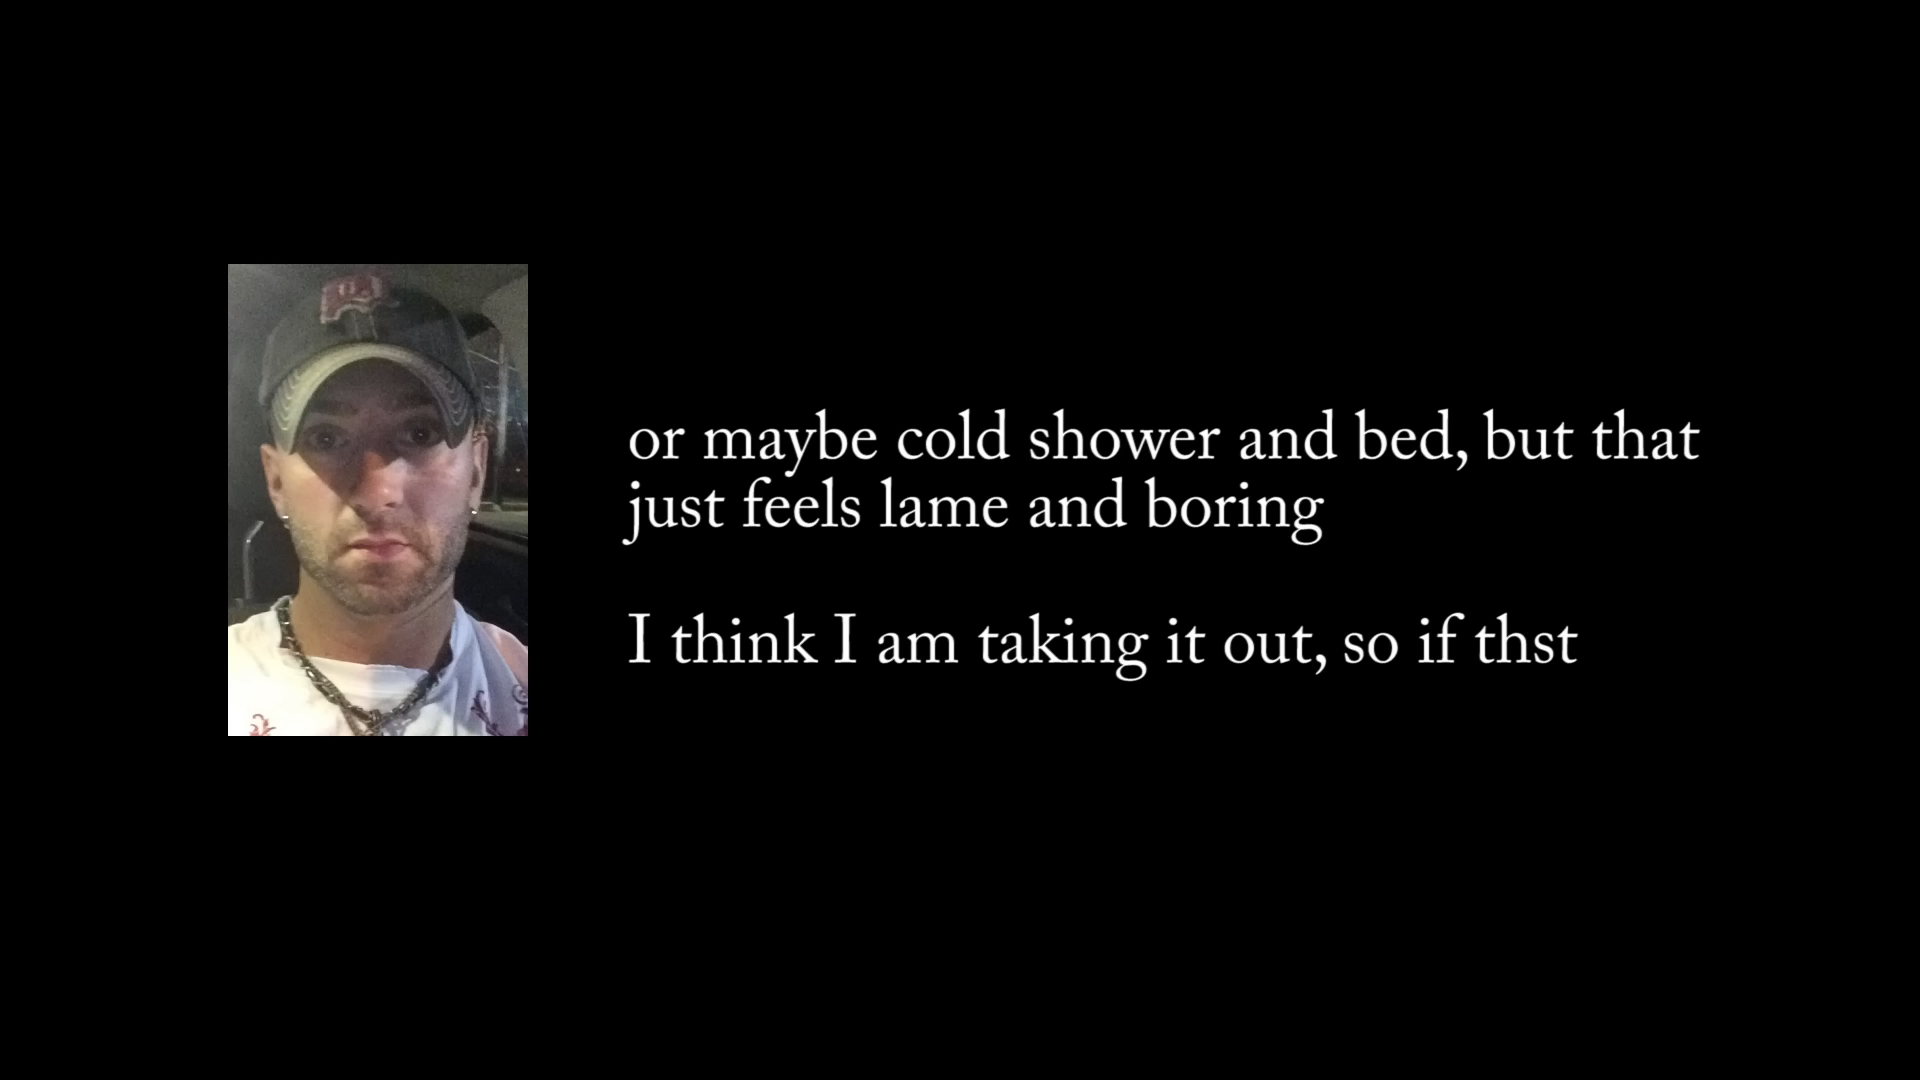 or maybe cold shower and bed, but that
just feels lame and boring
I think I am taking it out, so if thst